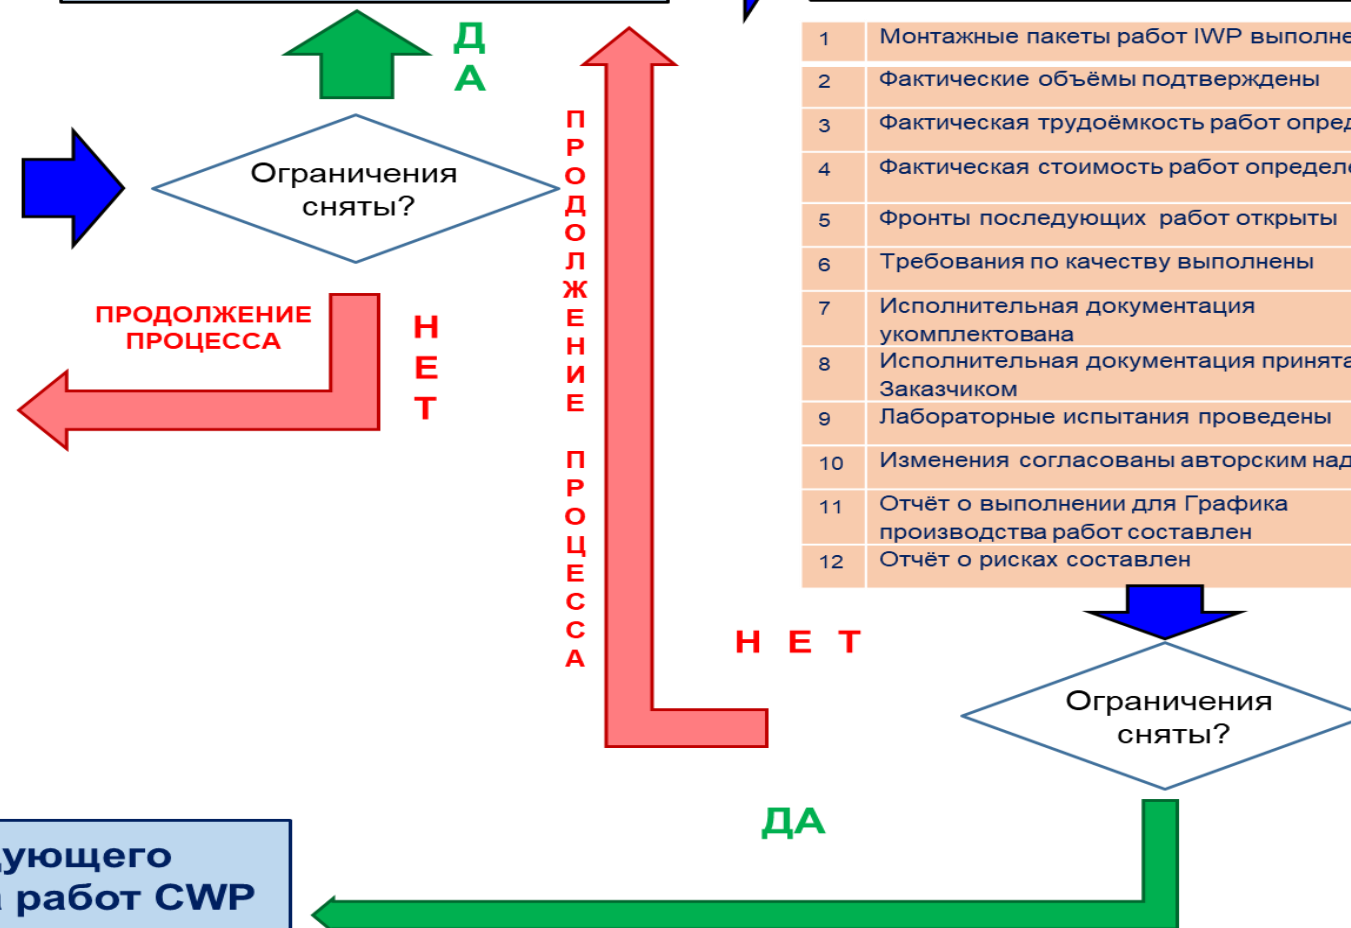 Д
А
Ограничения
сняты?
ПРОДОЛЖЕНИЕ
ПРОЦЕССА
Н
Е
Т
П
Р
О
Д
О
Л
Ж
Е
Н
И
Е
П
Р
О
Ц
Е
С
С
А
1 Монтажные пакеты работ IWP выполне
2 Фактические объёмы подтверждены
3 Фактическая трудоёмкость работ опред
4 Фактическая стоимость работ определе
5 Фронты последующих работ открыты
6 Требования по качеству выполнены
7 Исполнительная документация
укомплектована
8 Исполнительная документация принята
Заказчиком
9 Лабораторные испытания проведены
10 Изменения согласованы авторским над
11 Отчёт о выполнении для Графика
производства работ составлен
12 Отчёт о рисках составлен
Н Е Т
Ограничения
сняты?
ДА
дующего
а работ CWP